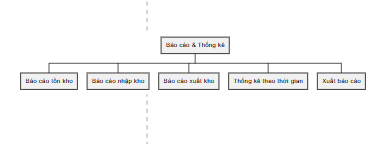 Báo cáo & Thống kê
Báo cáo tồn kho
Báo cáo nhập kho
Báo cáo xuất kho
Thống kê theo thời gian
Xuất báo cáo